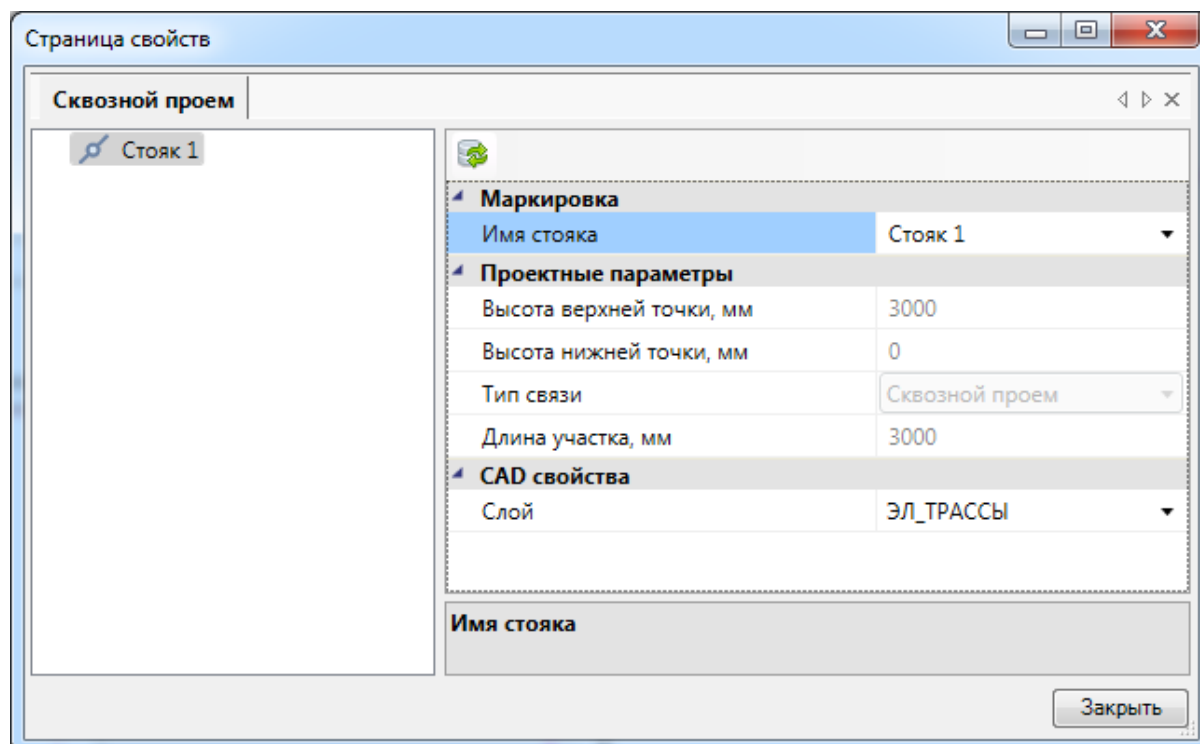 Страница свойств
Сквозной проем
Стояк 1
Маркировка
Имя стояка Стояк 1
Проектные параметры
Высота верхней точки, мм 3000
Высота нижней точки, мм 0
Тип связи Сквозной проем
Длина участка, мм 3000
CAD свойства
Слой ЭЛ_ТРАССЫ
Имя стояка
Закрыть